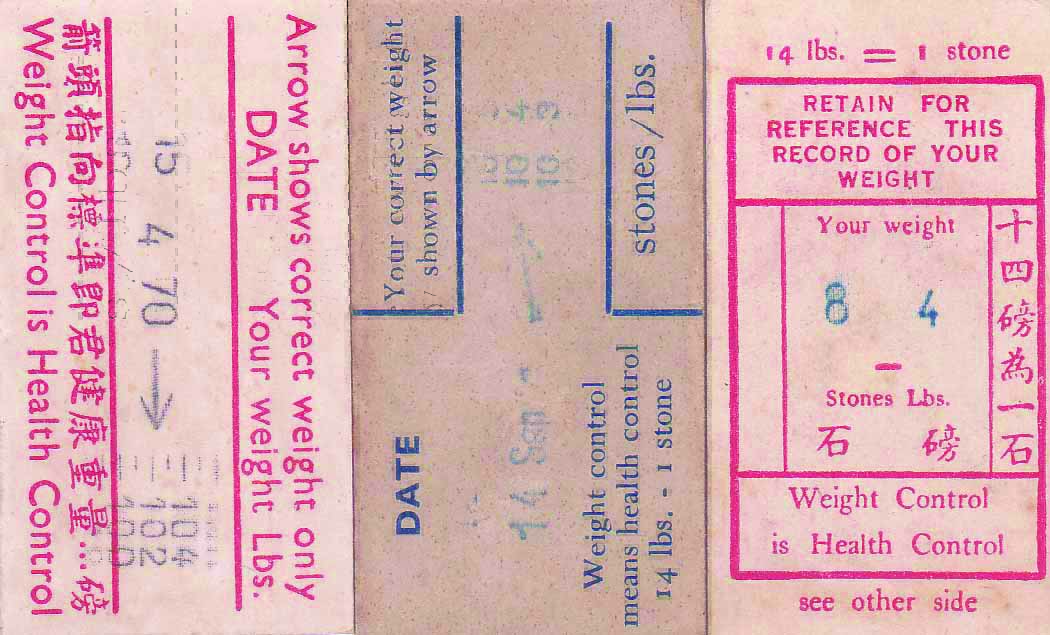 Arrow shows correct weight only
DATE Your weight Lbs.
104
15 4 70 → 102
100
箭頭指向標準即君健康重量...磅
Weight Control is Health Control
Your correct weight
shown by arrow
DATE
stones/lbs.
Weight control
means health control
14 lbs. - 1 stone
14 lbs. = 1 stone
RETAIN FOR
REFERENCE THIS
RECORD OF YOUR
WEIGHT
Your weight
8 4
-
Stones Lbs.
石 磅
十四磅為一石
Weight Control
is Health Control
see other side